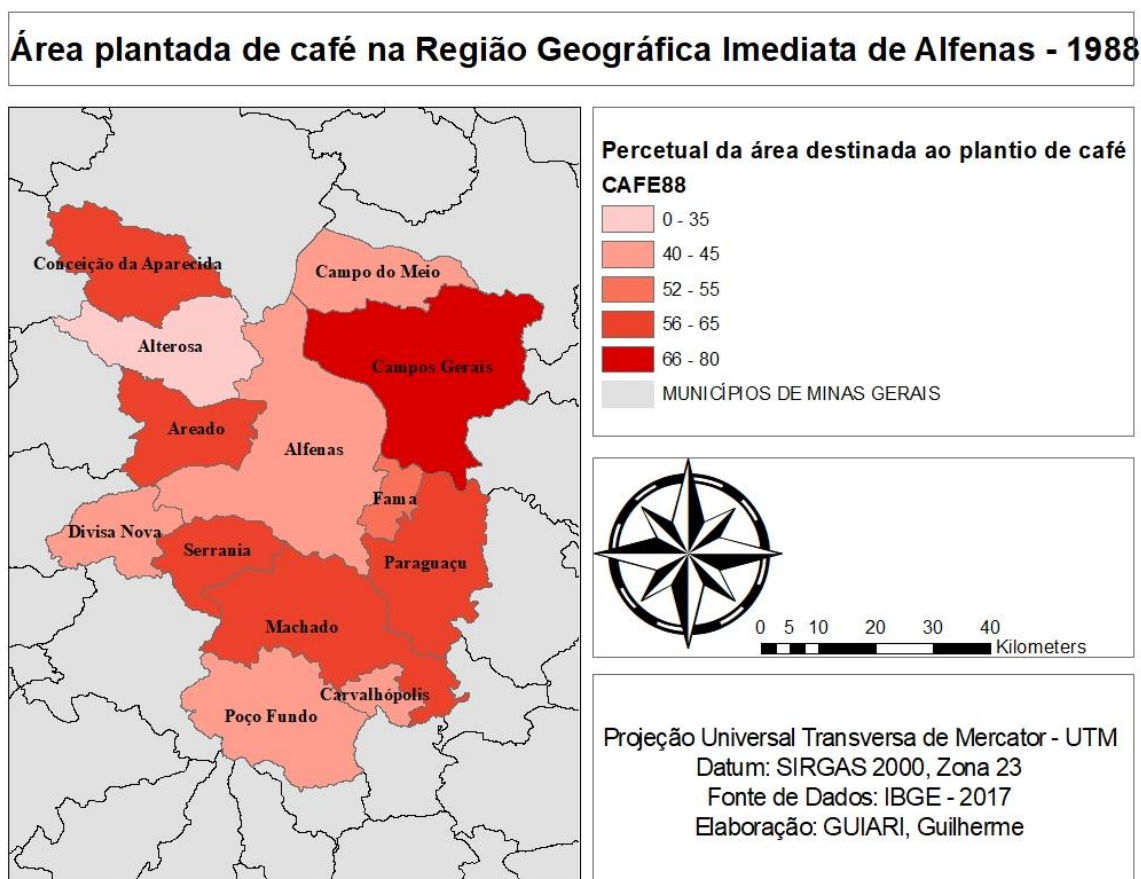 Área plantada de café na Região Geográfica Imediata de Alfenas - 1988
Conceição da Aparecida
Campo do Meio
Alterosa
Campos Gerais
Areado
Alfenas
Fama
Divisa Nova
Serrania
Paraguaçu
Machado
Carvalhópolis
Poço Fundo
Percetual da área destinada ao plantio de café
CAFE88
0 - 35
40 - 45
52 - 55
56 - 65
66 - 80
MUNICÍPIOS DE MINAS GERAIS
0 5 10 20 30 40
Kilometers
Projeção Universal Transversa de Mercator - UTM
Datum: SIRGAS 2000, Zona 23
Fonte de Dados: IBGE - 2017
Elaboração: GUIARI, Guilherme